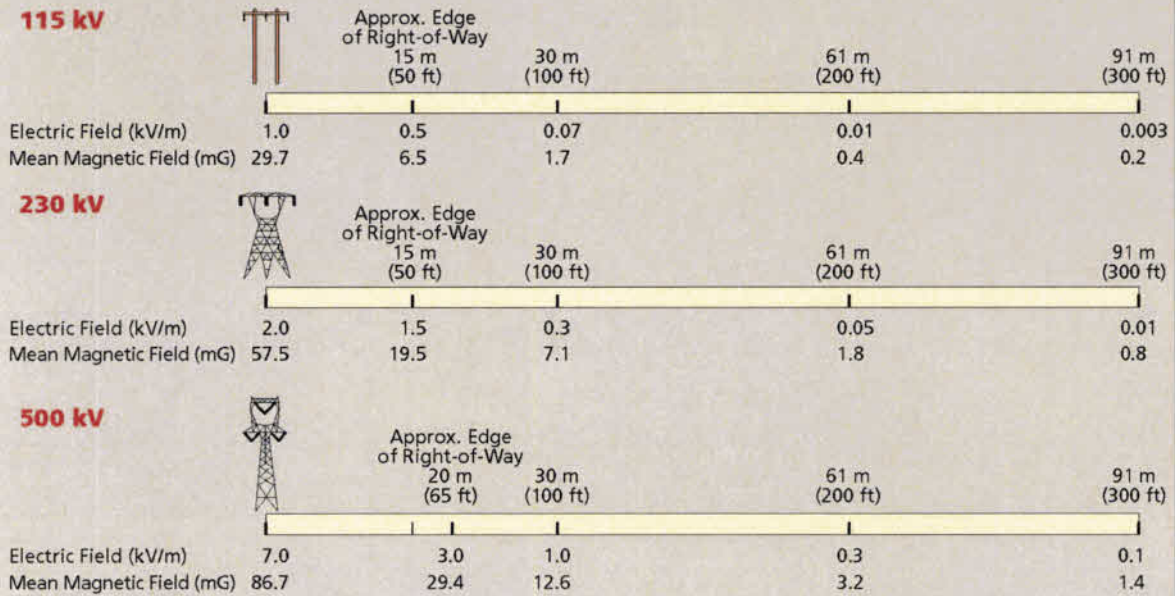 115 kV
Approx. Edge
of Right-of-Way
15 m 30 m 61 m 91 m
(50 ft) (100 ft) (200 ft) (300 ft)
Electric Field (kV/m) 1.0 0.5 0.07 0.01 0.003
Mean Magnetic Field (mG) 29.7 6.5 1.7 0.4 0.2
230 kV
Approx. Edge
of Right-of-Way
15 m 30 m 61 m 91 m
(50 ft) (100 ft) (200 ft) (300 ft)
Electric Field (kV/m) 2.0 1.5 0.3 0.05 0.01
Mean Magnetic Field (mG) 57.5 19.5 7.1 1.8 0.8
500 kV
Approx. Edge
of Right-of-Way
20 m 30 m 61 m 91 m
(65 ft) (100 ft) (200 ft) (300 ft)
Electric Field (kV/m) 7.0 3.0 1.0 0.3 0.1
Mean Magnetic Field (mG) 86.7 29.4 12.6 3.2 1.4